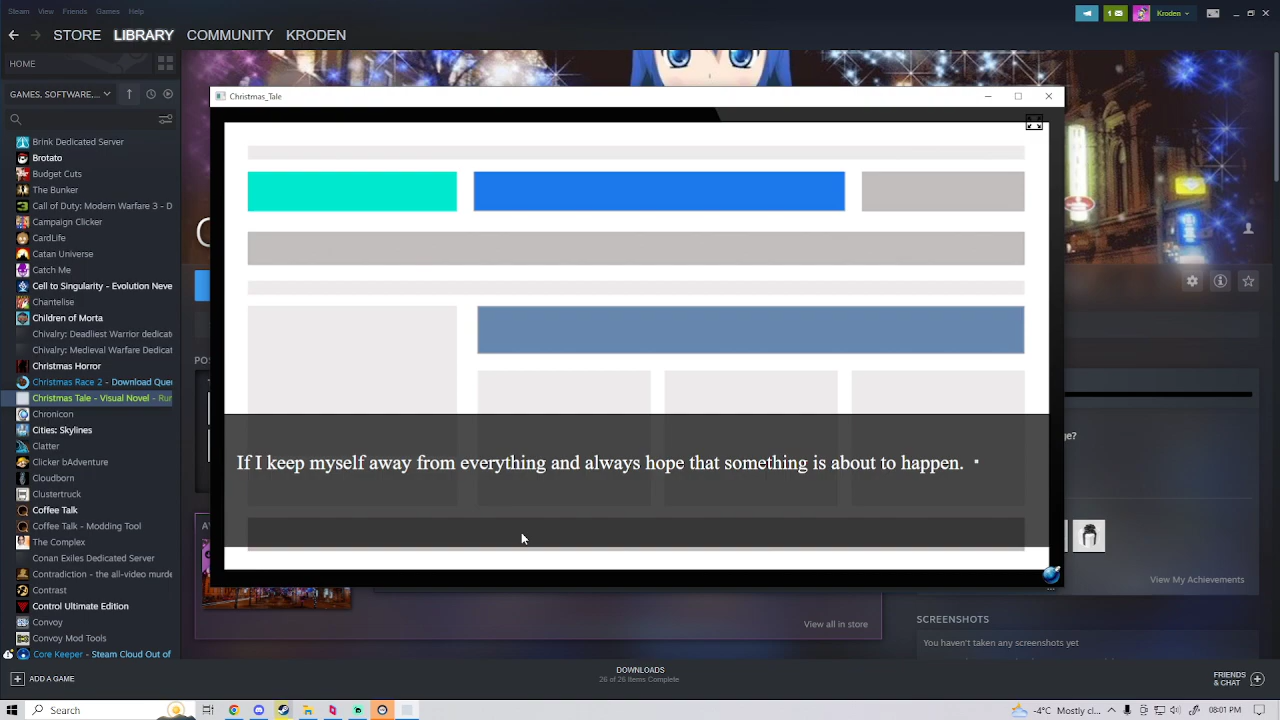 Steam View Friends Games Help
1
Kroden
STORE LIBRARY COMMUNITY KRODEN
HOME
GAMES, SOFTWARE...
Christmas_Tale
Brink Dedicated Server
Brotato
Budget Cuts
The Bunker
Call of Duty: Modern Warfare 3 - D
Campaign Clicker
CardLife
Catan Universe
Catch Me
Cell to Singularity - Evolution Neve
Chantelise
Children of Morta
Chivalry: Deadliest Warrior dedicat
Chivalry: Medieval Warfare Dedicat
Christmas Horror
Christmas Race 2 - Download Que
Christmas Tale - Visual Novel - Run
Chronicon
Cities: Skylines
Clatter
Clicker bAdventure
Cloudborn
Clustertruck
Coffee Talk
Coffee Talk - Modding Tool
The Complex
Conan Exiles Dedicated Server
Contradiction - the all-video murde
Contrast
Control Ultimate Edition
Convoy
Convoy Mod Tools
Core Keeper - Steam Cloud Out of
If I keep myself away from everything and always hope that something is about to happen.
ge?
View My Achievements
View all in store
SCREENSHOTS
You haven't taken any screenshots yet
ADD A GAME
DOWNLOADS
26 of 26 Items Complete
FRIENDS
& CHAT
Search
-4°C Mostly cl...
08:01 PM